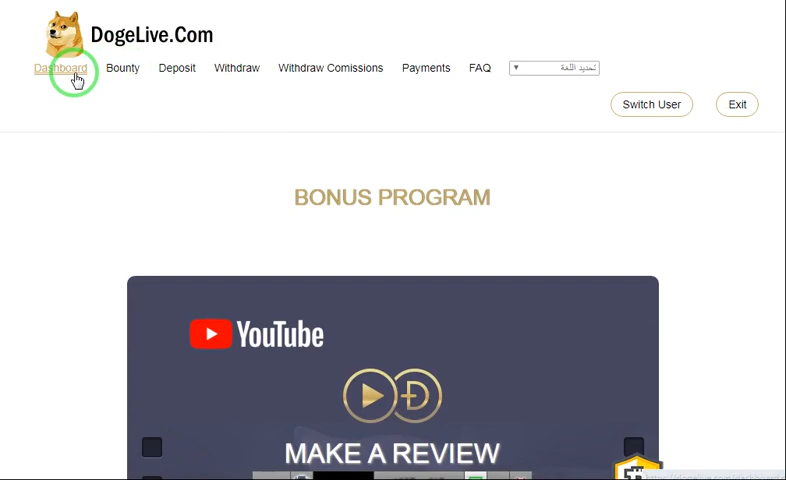 DogeLive.Com
Dashboard Bounty Deposit Withdraw Withdraw Comissions Payments FAQ تحديد اللغة
Switch User Exit
BONUS PROGRAM
YouTube
MAKE A REVIEW